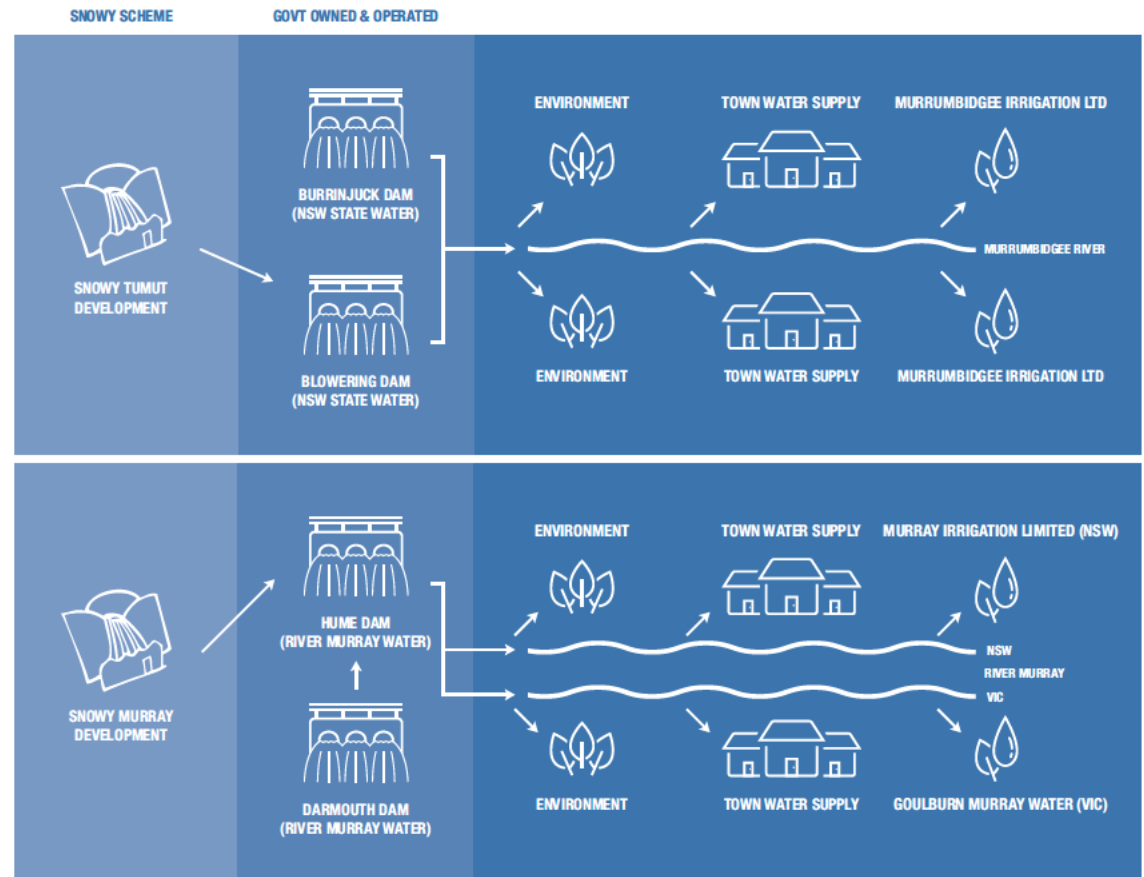 SNOWY SCHEME
GOVT OWNED & OPERATED
SNOWY TUMUT
DEVELOPMENT
BURRINJUCK DAM
(NSW STATE WATER)
BLOWERING DAM
(NSW STATE WATER)
ENVIRONMENT
TOWN WATER SUPPLY
MURRUMBIDGEE IRRIGATION LTD
MURRUMBIDGEE RIVER
ENVIRONMENT
TOWN WATER SUPPLY
MURRUMBIDGEE IRRIGATION LTD
SNOWY MURRAY
DEVELOPMENT
HUME DAM
(RIVER MURRAY WATER)
DARMOUTH DAM
(RIVER MURRAY WATER)
ENVIRONMENT
TOWN WATER SUPPLY
MURRAY IRRIGATION LIMITED (NSW)
NSW
RIVER MURRAY
VIC
ENVIRONMENT
TOWN WATER SUPPLY
GOULBURN MURRAY WATER (VIC)